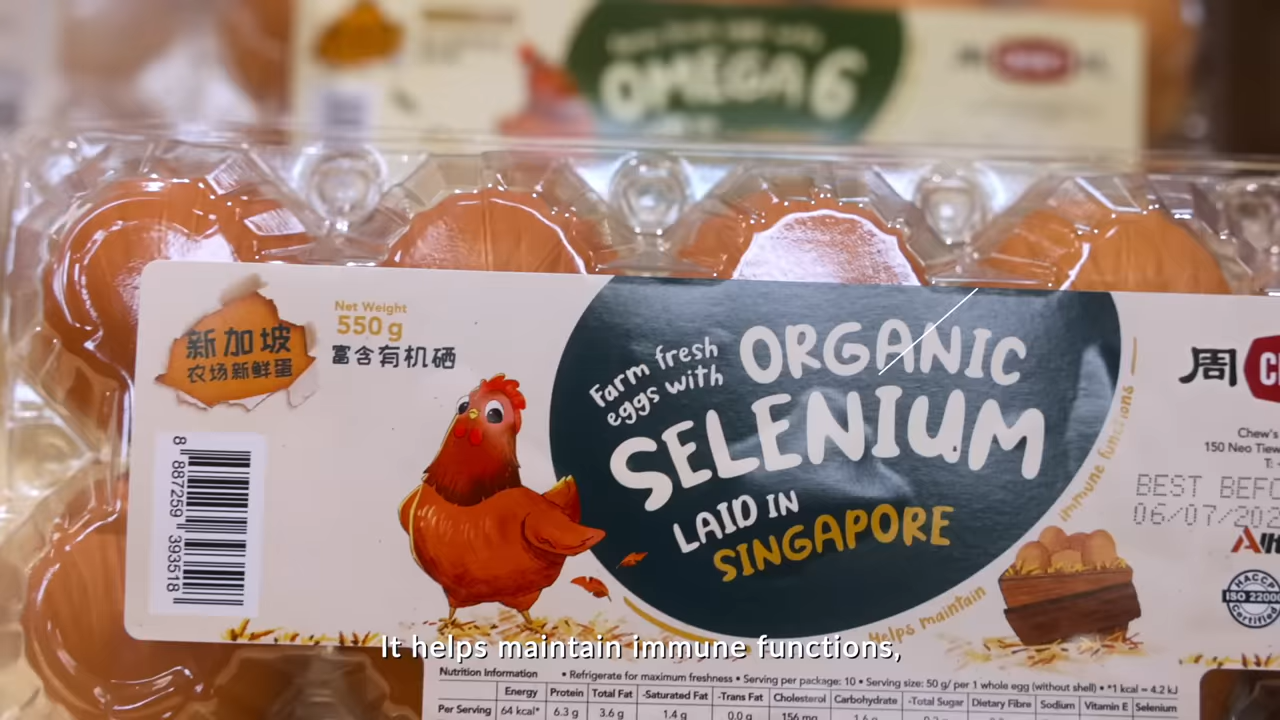 OMEGA 6
新加坡
农场新鲜蛋
Net Weight
550 g
富含有机硒
Farm fresh
eggs with
ORGANIC
SELENIUM
LAID IN
SINGAPORE
Helps maintain
immune functions
周
Chew's
150 Neo Tiew
BEST
06/07/202
HACCP
ISO 22000
Certified
8 887259 393518
It helps maintain immune functions,
Nutrition Information • Refrigerate for maximum freshness • Serving per package: 10 • Serving size: 50 g/ per 1 whole egg (without shell) • *1 kcal = 4.2 kJ
Energy Protein Total Fat -Saturated Fat -Trans Fat Cholesterol Carbohydrate -Total Sugar Dietary Fibre Sodium Vitamin E Selenium
Per Serving 64 kcal* 6.3 g 3.6 g 1.4 g 0.0 g 156 mg